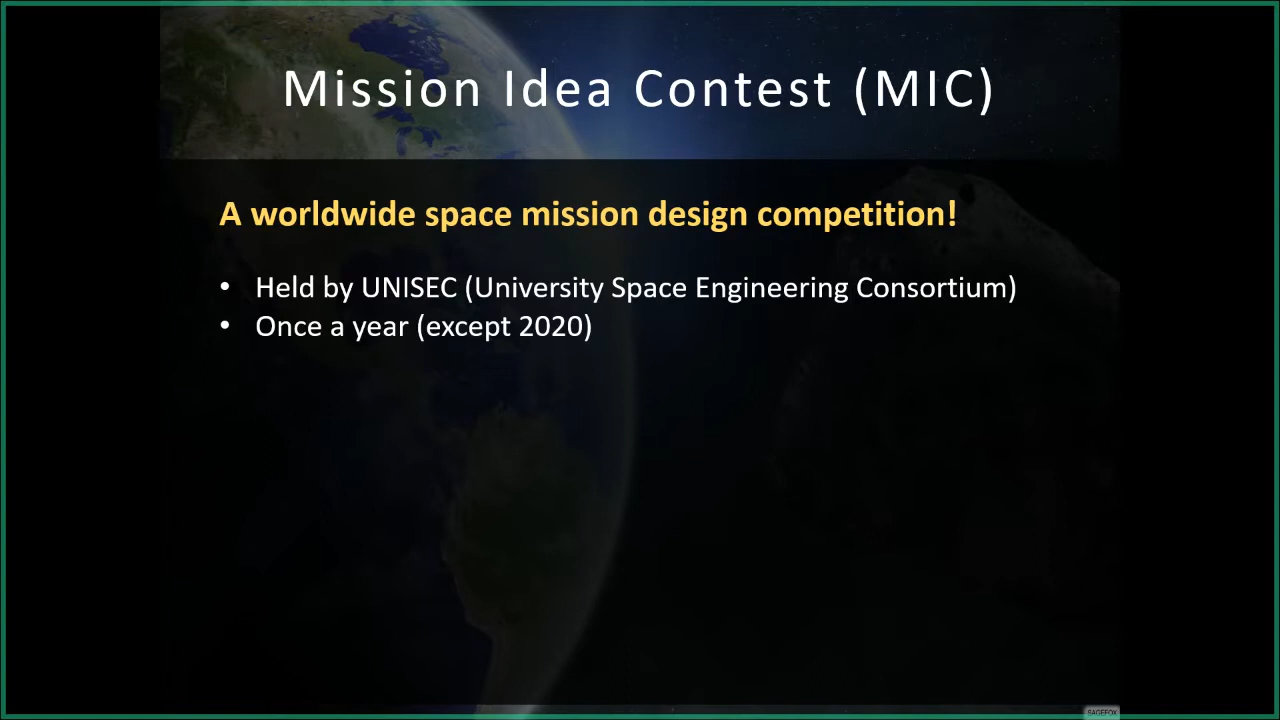 Mission Idea Contest (MIC)
A worldwide space mission design competition!
• Held by UNISEC (University Space Engineering Consortium)
• Once a year (except 2020)
SAGEFOX